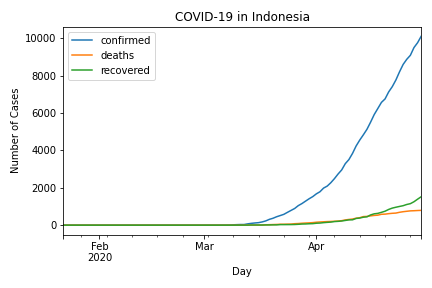 COVID-19 in Indonesia
confirmed
deaths
recovered
10000
8000
6000
4000
2000
0
Number of Cases
Feb
2020
Mar
Apr
Day